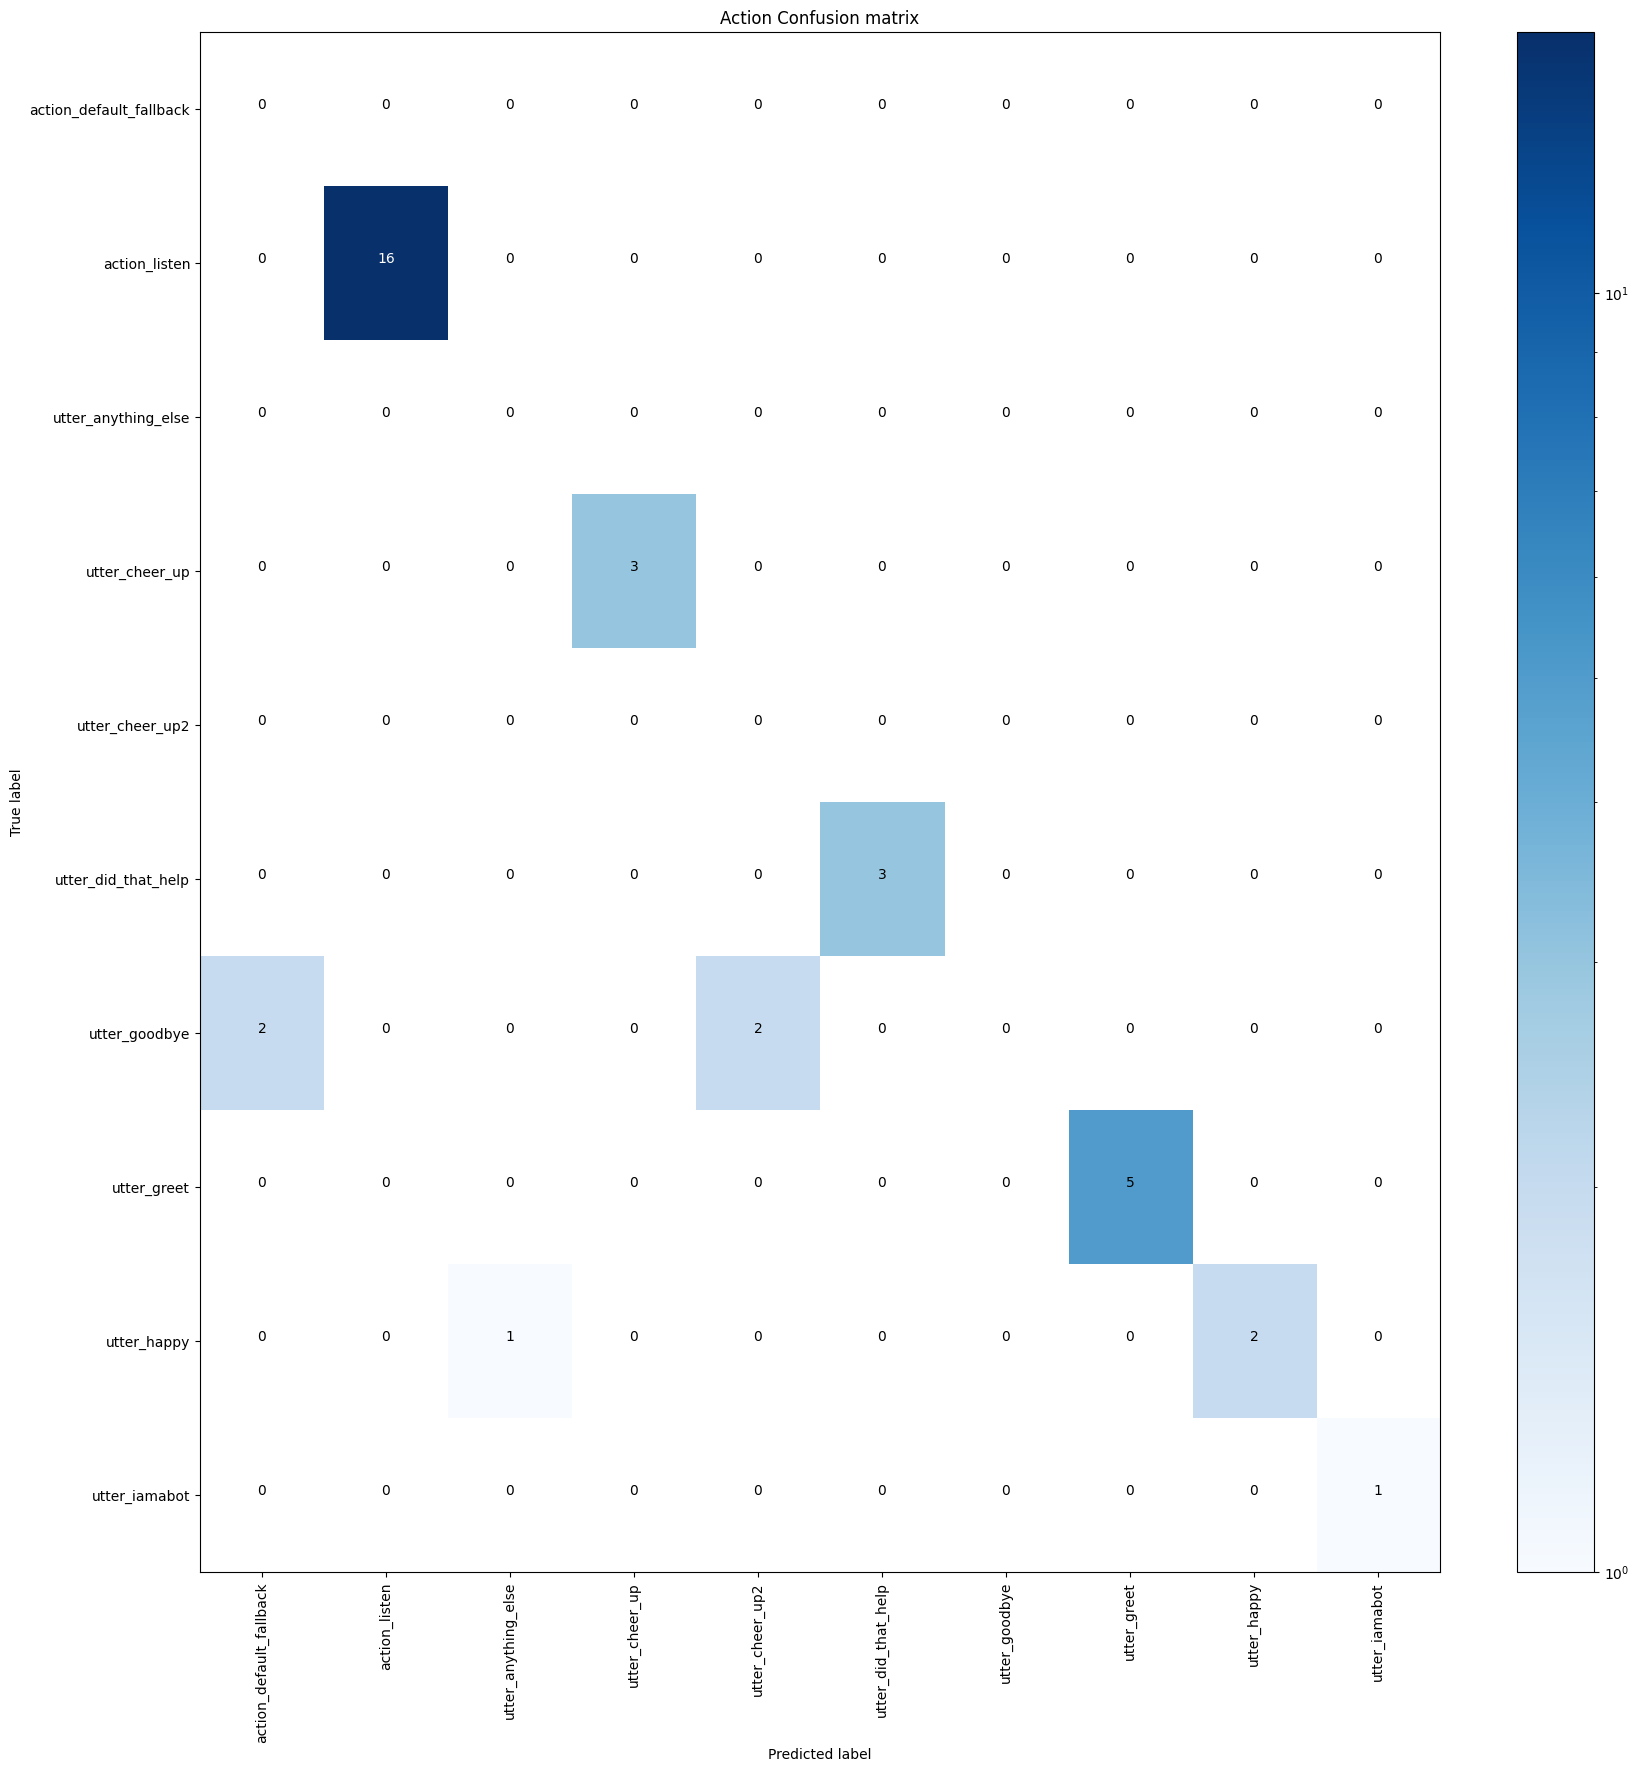 Action Confusion matrix
action_default_fallback 0 0 0 0 0 0 0 0 0 0
action_listen 0 16 0 0 0 0 0 0 0 0
10^1
utter_anything_else 0 0 0 0 0 0 0 0 0 0
utter_cheer_up 0 0 0 3 0 0 0 0 0 0
utter_cheer_up2 0 0 0 0 0 0 0 0 0 0
True label
utter_did_that_help 0 0 0 0 0 3 0 0 0 0
utter_goodbye 2 0 0 0 2 0 0 0 0 0
utter_greet 0 0 0 0 0 0 0 5 0 0
utter_happy 0 0 1 0 0 0 0 0 2 0
utter_iamabot 0 0 0 0 0 0 0 0 0 1
10^0
action_default_fallback
action_listen
utter_anything_else
utter_cheer_up
utter_cheer_up2
utter_did_that_help
utter_goodbye
utter_greet
utter_happy
utter_iamabot
Predicted label